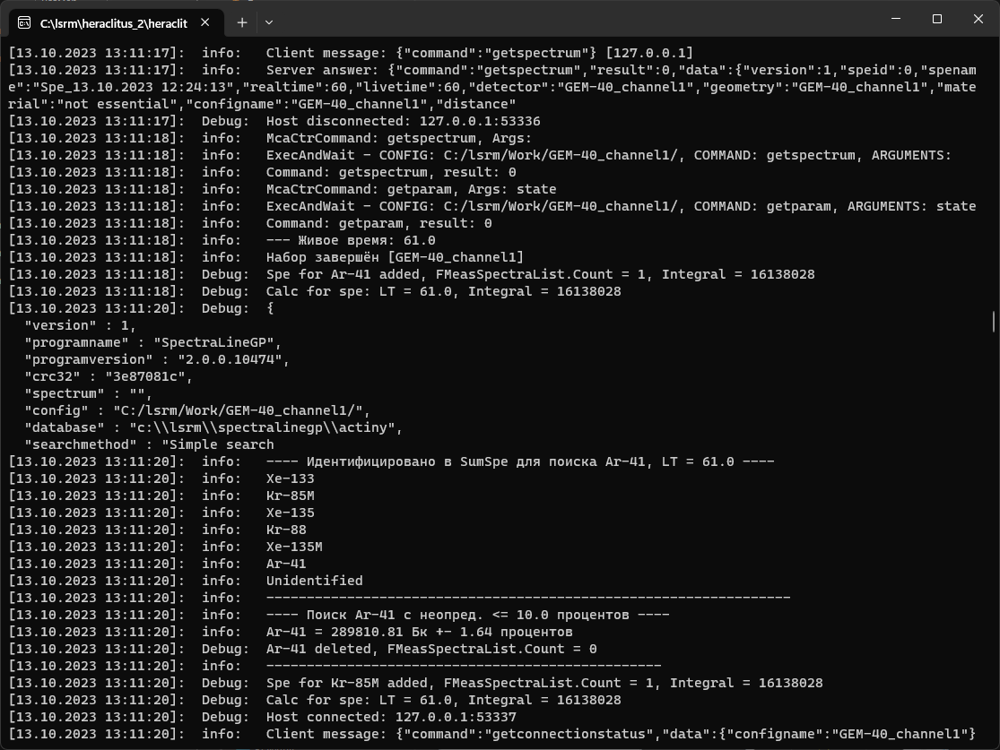 C:\lsrm\heraclitus_2\heraclit
[13.10.2023 13:11:17]:  info:   Client message: {"command":"getspectrum"} [127.0.0.1]
[13.10.2023 13:11:17]:  info:   Server answer: {"command":"getspectrum","result":0,"data":{"version":1,"speid":0,"spenam
e":"Spe_13.10.2023 12:24:13","realtime":60,"livetime":60,"detector":"GEM-40_channel1","geometry":"GEM-40_channel1","mate
rial":"not essential","configname":"GEM-40_channel1","distance"
[13.10.2023 13:11:17]:  Debug:  Host disconnected: 127.0.0.1:53336
[13.10.2023 13:11:18]:  info:   McaCtrCommand: getspectrum, Args:
[13.10.2023 13:11:18]:  info:   ExecAndWait - CONFIG: C:/lsrm/Work/GEM-40_channel1/, COMMAND: getspectrum, ARGUMENTS:
[13.10.2023 13:11:18]:  info:   Command: getspectrum, result: 0
[13.10.2023 13:11:18]:  info:   McaCtrCommand: getparam, Args: state
[13.10.2023 13:11:18]:  info:   ExecAndWait - CONFIG: C:/lsrm/Work/GEM-40_channel1/, COMMAND: getparam, ARGUMENTS: state
[13.10.2023 13:11:18]:  info:   Command: getparam, result: 0
[13.10.2023 13:11:18]:  info:   --- Живое время: 61.0
[13.10.2023 13:11:18]:  info:   Набор завершён [GEM-40_channel1]
[13.10.2023 13:11:18]:  Debug:  Spe for Ar-41 added, FMeasSpectraList.Count = 1, Integral = 16138028
[13.10.2023 13:11:18]:  Debug:  Calc for spe: LT = 61.0, Integral = 16138028
[13.10.2023 13:11:20]:  Debug:  {
  "version" : 1,
  "programname" : "SpectraLineGP",
  "programversion" : "2.0.0.10474",
  "crc32" : "3e87081c",
  "spectrum" : "",
  "config" : "C:/lsrm/Work/GEM-40_channel1/",
  "database" : "c:\\lsrm\\spectralinegp\\actiny",
  "searchmethod" : "Simple search
[13.10.2023 13:11:20]:  info:   ---- Идентифицировано в SumSpe для поиска Ar-41, LT = 61.0 ----
[13.10.2023 13:11:20]:  info:   Xe-133
[13.10.2023 13:11:20]:  info:   Kr-85M
[13.10.2023 13:11:20]:  info:   Xe-135
[13.10.2023 13:11:20]:  info:   Kr-88
[13.10.2023 13:11:20]:  info:   Xe-135M
[13.10.2023 13:11:20]:  info:   Ar-41
[13.10.2023 13:11:20]:  info:   Unidentified
[13.10.2023 13:11:20]:  info:   -----------------------------------------------------------------
[13.10.2023 13:11:20]:  info:   ---- Поиск Ar-41 с неопред. <= 10.0 процентов ----
[13.10.2023 13:11:20]:  info:   Ar-41 = 289810.81 Бк +- 1.64 процентов
[13.10.2023 13:11:20]:  Debug:  Ar-41 deleted, FMeasSpectraList.Count = 0
[13.10.2023 13:11:20]:  info:   -------------------------------------------------
[13.10.2023 13:11:20]:  Debug:  Spe for Kr-85M added, FMeasSpectraList.Count = 1, Integral = 16138028
[13.10.2023 13:11:20]:  Debug:  Calc for spe: LT = 61.0, Integral = 16138028
[13.10.2023 13:11:20]:  Debug:  Host connected: 127.0.0.1:53337
[13.10.2023 13:11:20]:  info:   Client message: {"command":"getconnectionstatus","data":{"configname":"GEM-40_channel1"}